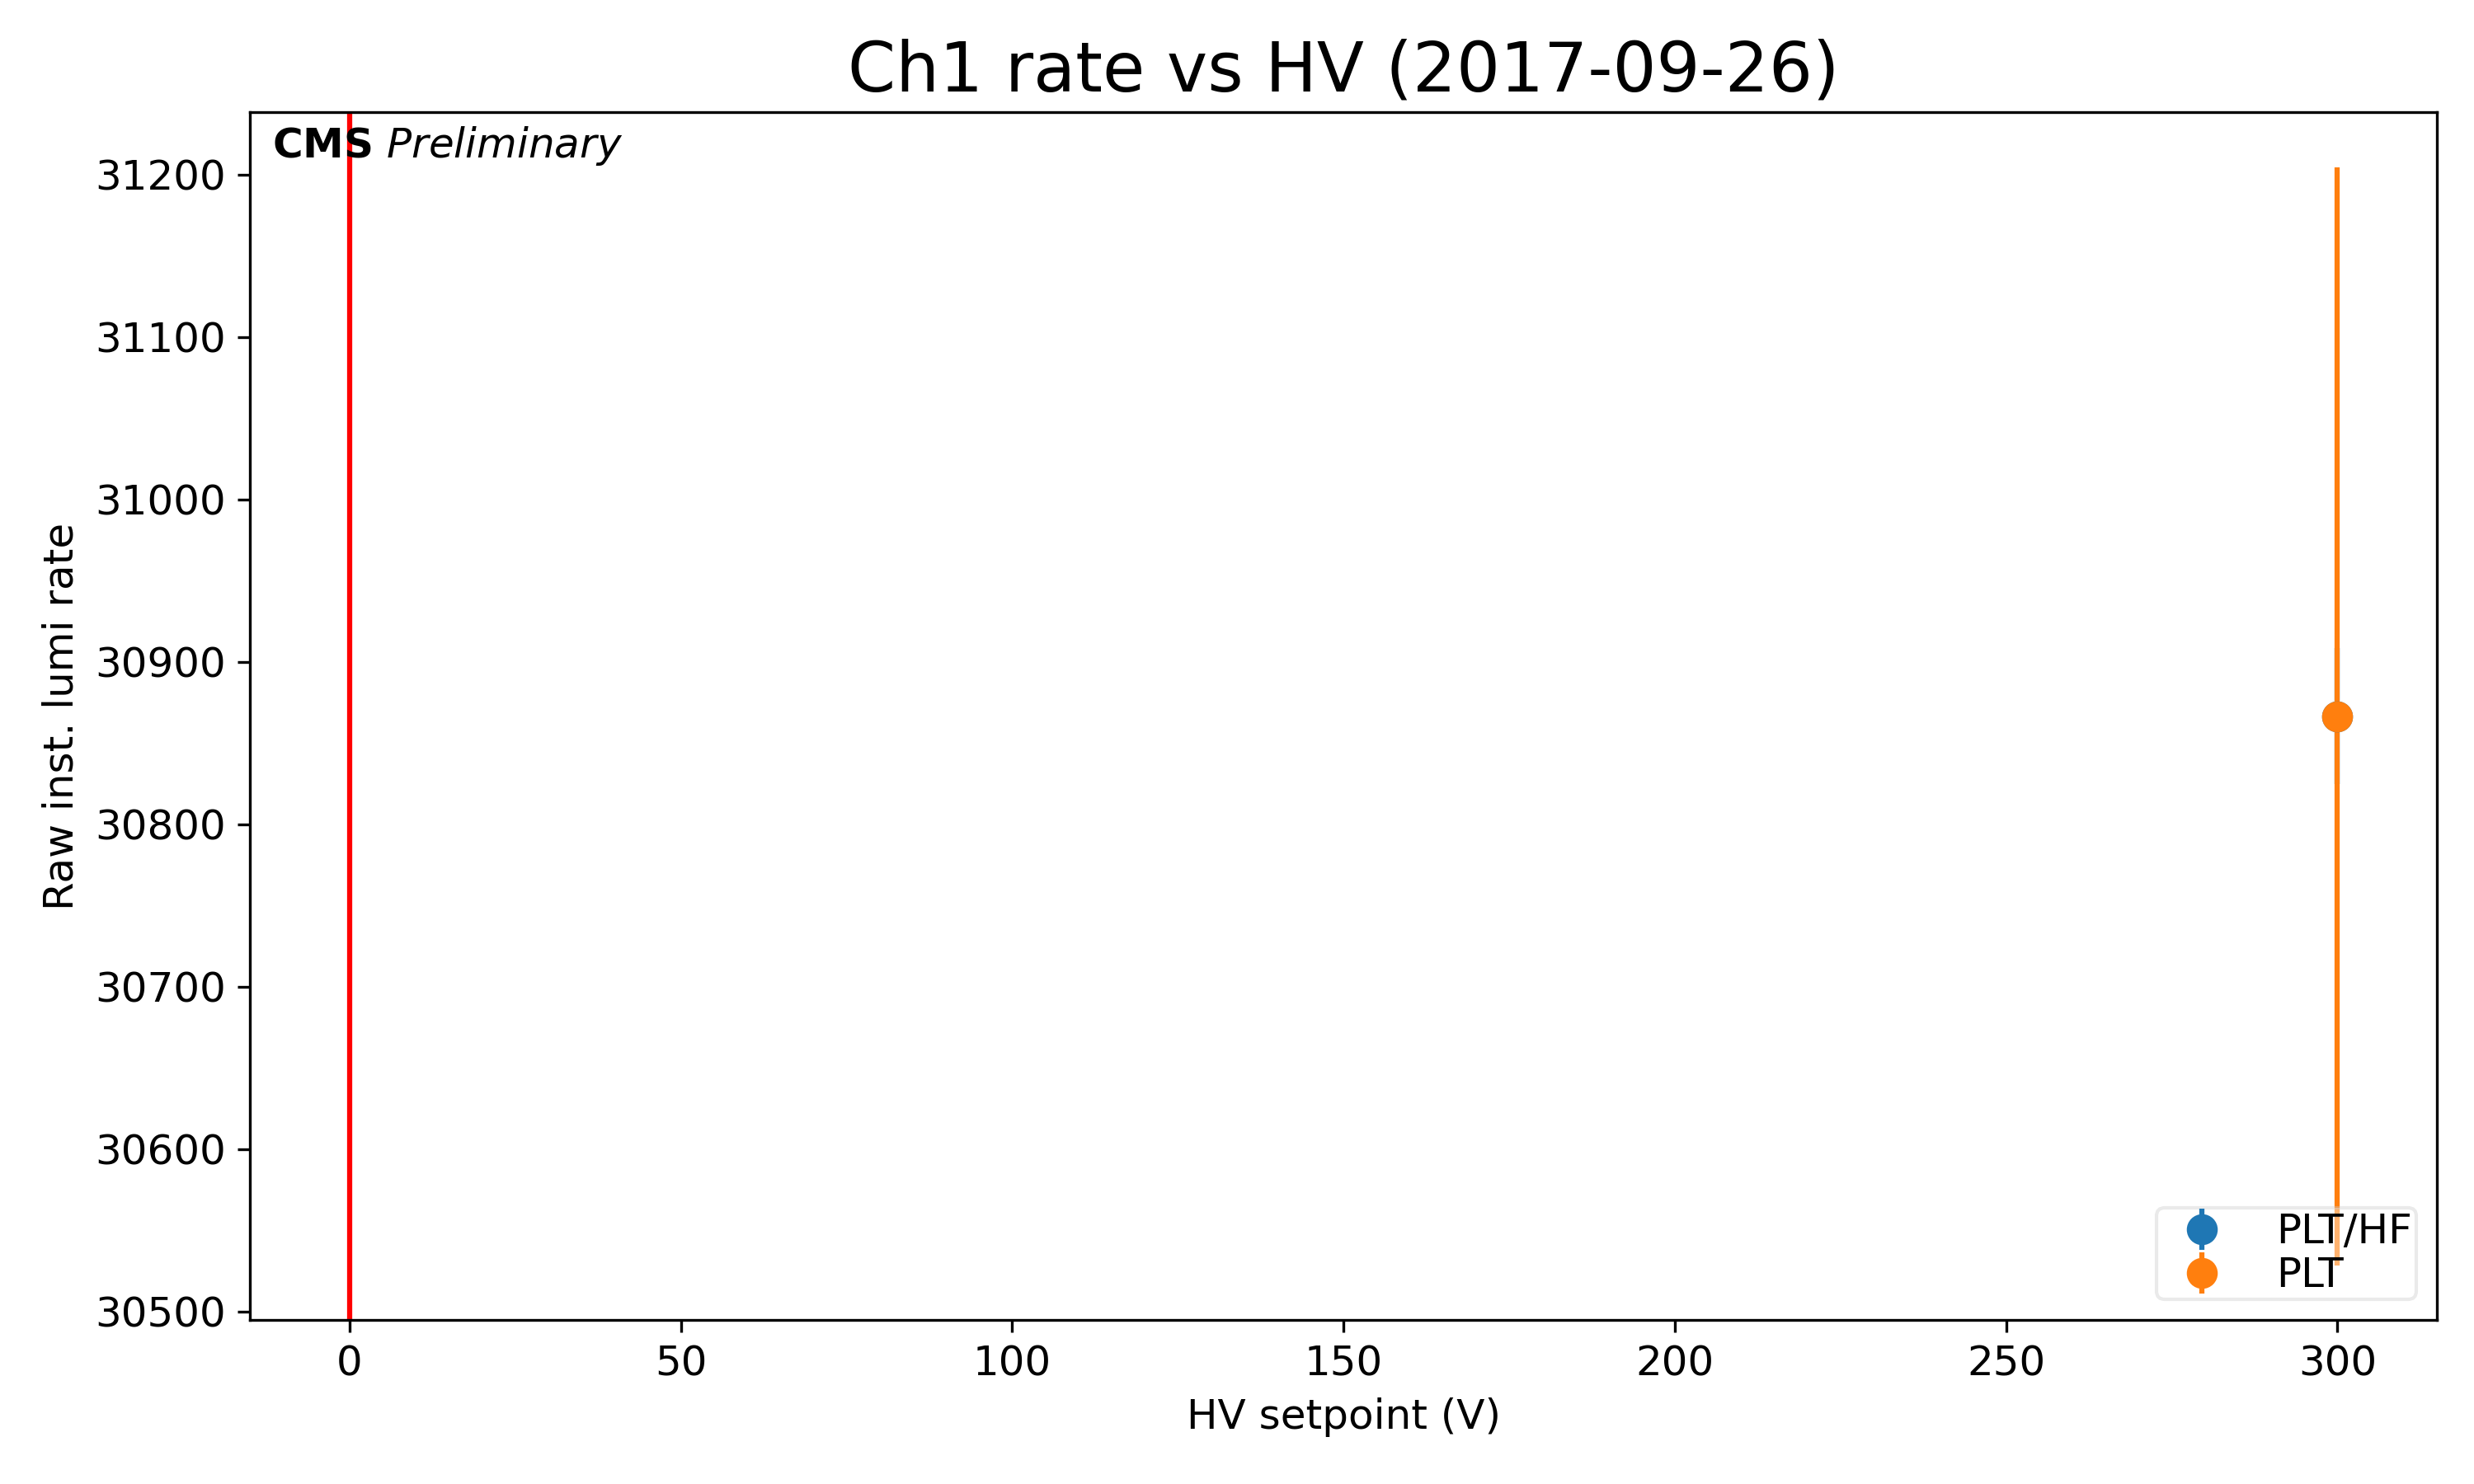 Ch1 rate vs HV (2017-09-26)
CMS Preliminary
31200
31100
31000
30900
30800
30700
30600
30500
Raw inst. lumi rate
PLT/HF
PLT
0 50 100 150 200 250 300
HV setpoint (V)